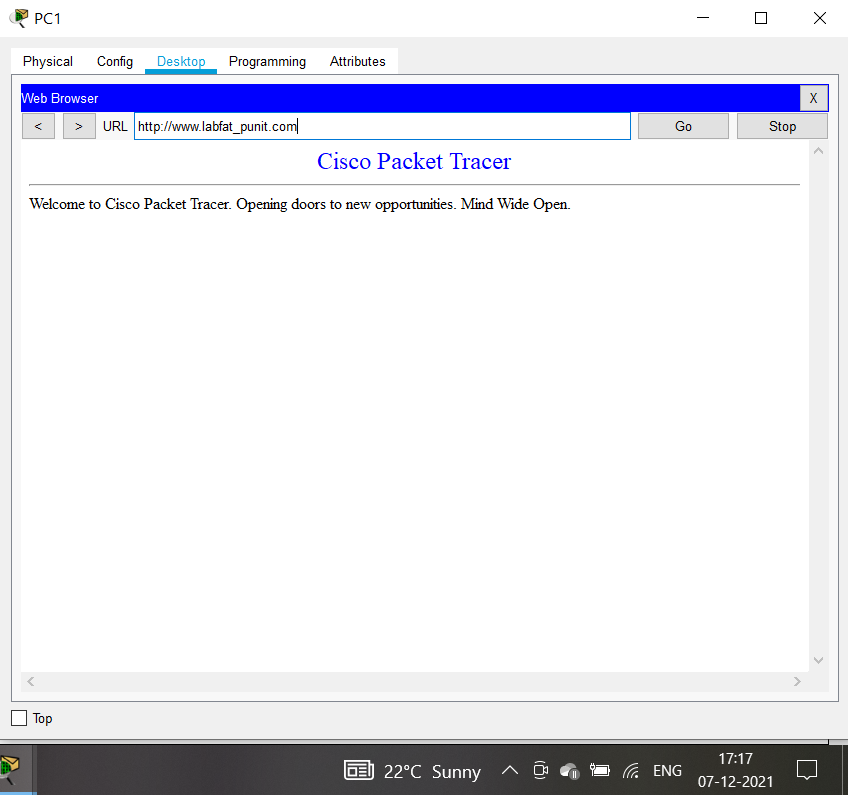 PC1
Physical Config Desktop Programming Attributes
Web Browser X
< > URL http://www.labfat_punit.com Go Stop
Cisco Packet Tracer
Welcome to Cisco Packet Tracer. Opening doors to new opportunities. Mind Wide Open.
Top
22°C Sunny ENG 17:17
07-12-2021